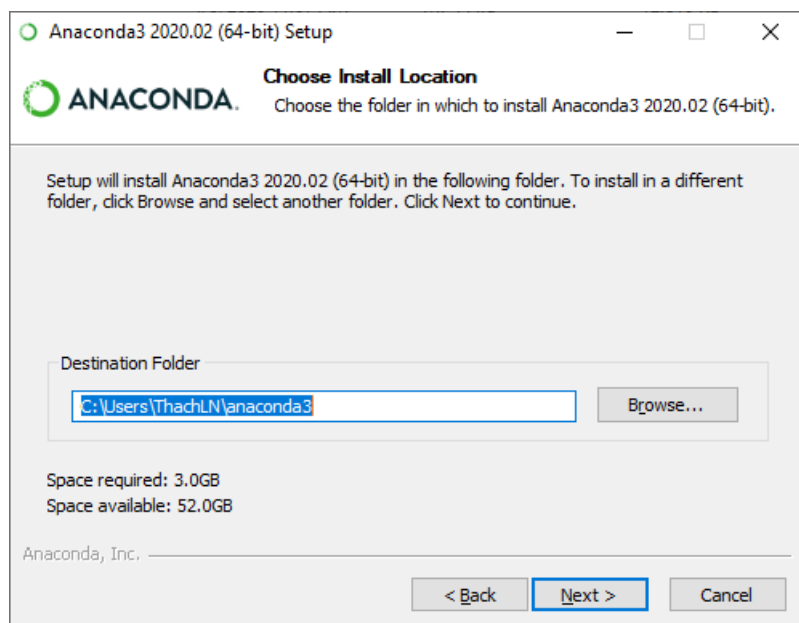 Anaconda3 2020.02 (64-bit) Setup
ANACONDA.
Choose Install Location
Choose the folder in which to install Anaconda3 2020.02 (64-bit).
Setup will install Anaconda3 2020.02 (64-bit) in the following folder. To install in a different
folder, click Browse and select another folder. Click Next to continue.
Destination Folder
C:\Users\ThachLN\anaconda3
Browse...
Space required: 3.0GB
Space available: 52.0GB
Anaconda, Inc.
< Back
Next >
Cancel